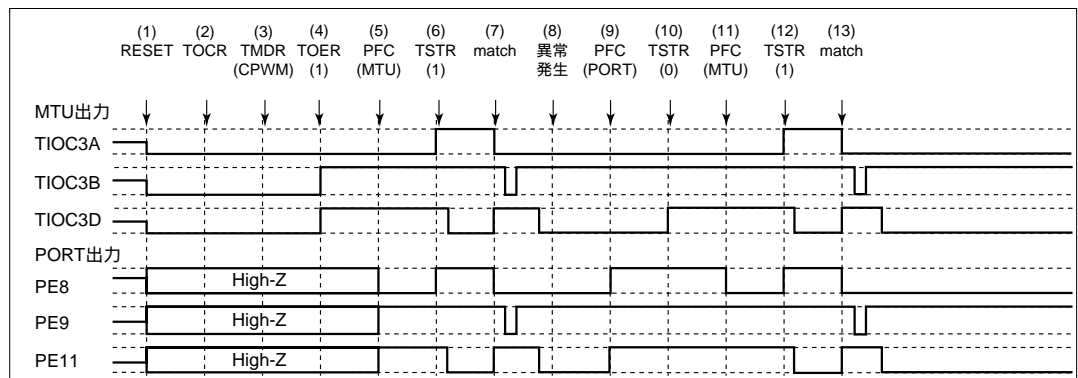 (1) (2) (3) (4) (5) (6) (7) (8) (9) (10) (11) (12) (13)
RESET TOCR TMDR TOER PFC TSTR match 異常 PFC TSTR PFC TSTR match
(CPWM) (1) (MTU) (1) 発生 (PORT) (0) (MTU) (1)
MTU出力
TIOC3A
TIOC3B
TIOC3D
PORT出力
PE8 High-Z
PE9 High-Z
PE11 High-Z